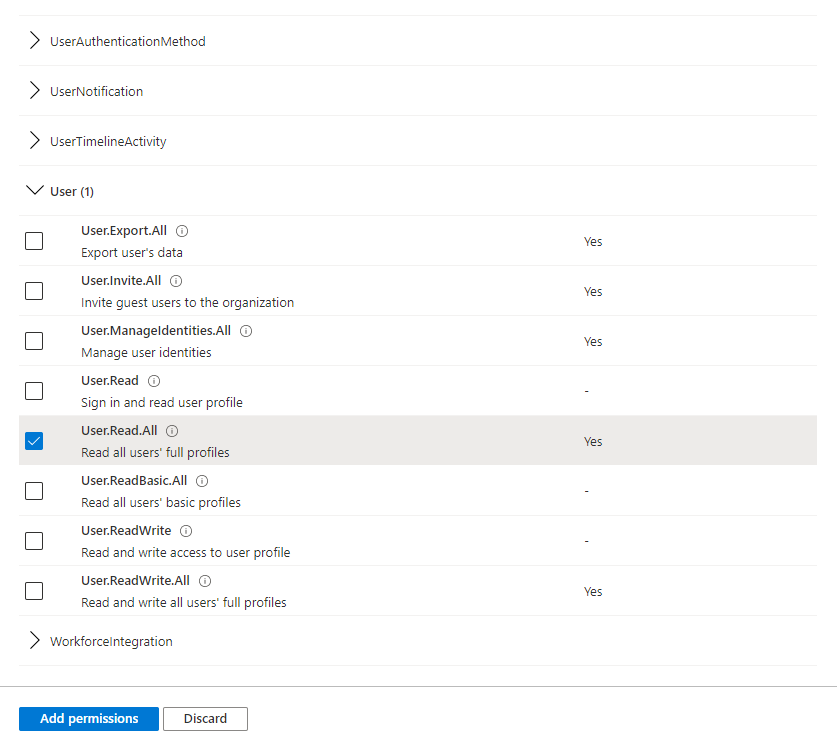 UserAuthenticationMethod
UserNotification
UserTimelineActivity
User (1)
User.Export.All
Export user's data
Yes
User.Invite.All
Invite guest users to the organization
Yes
User.ManageIdentities.All
Manage user identities
Yes
User.Read
Sign in and read user profile
-
User.Read.All
Read all users' full profiles
Yes
User.ReadBasic.All
Read all users' basic profiles
-
User.ReadWrite
Read and write access to user profile
-
User.ReadWrite.All
Read and write all users' full profiles
Yes
WorkforceIntegration
Add permissions
Discard